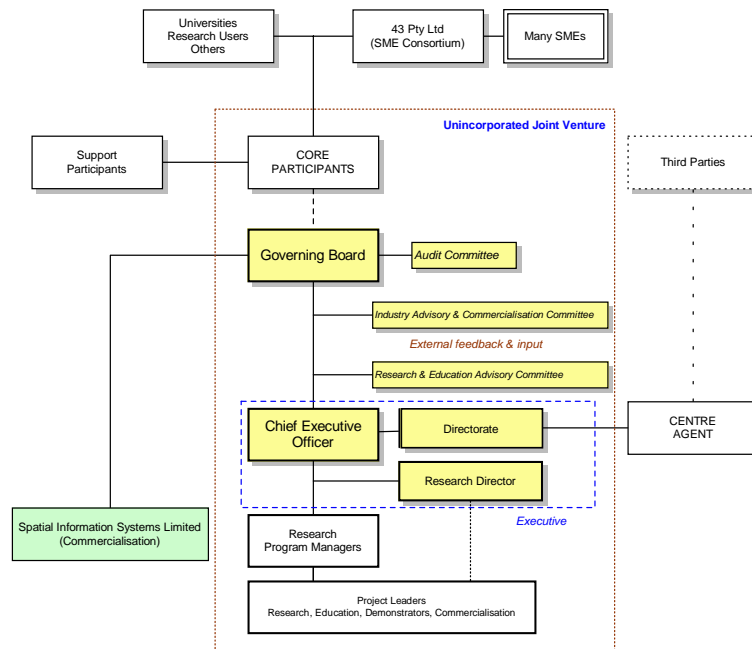 Universities
Research Users
Others
43 Pty Ltd
(SME Consortium)
Many SMEs
Unincorporated Joint Venture
Support
Participants
CORE
PARTICIPANTS
Third Parties
Governing Board
Audit Committee
Industry Advisory & Commercialisation Committee
External feedback & input
Research & Education Advisory Committee
Chief Executive
Officer
Directorate
CENTRE
AGENT
Research Director
Executive
Spatial Information Systems Limited
(Commercialisation)
Research
Program Managers
Project Leaders
Research, Education, Demonstrators, Commercialisation